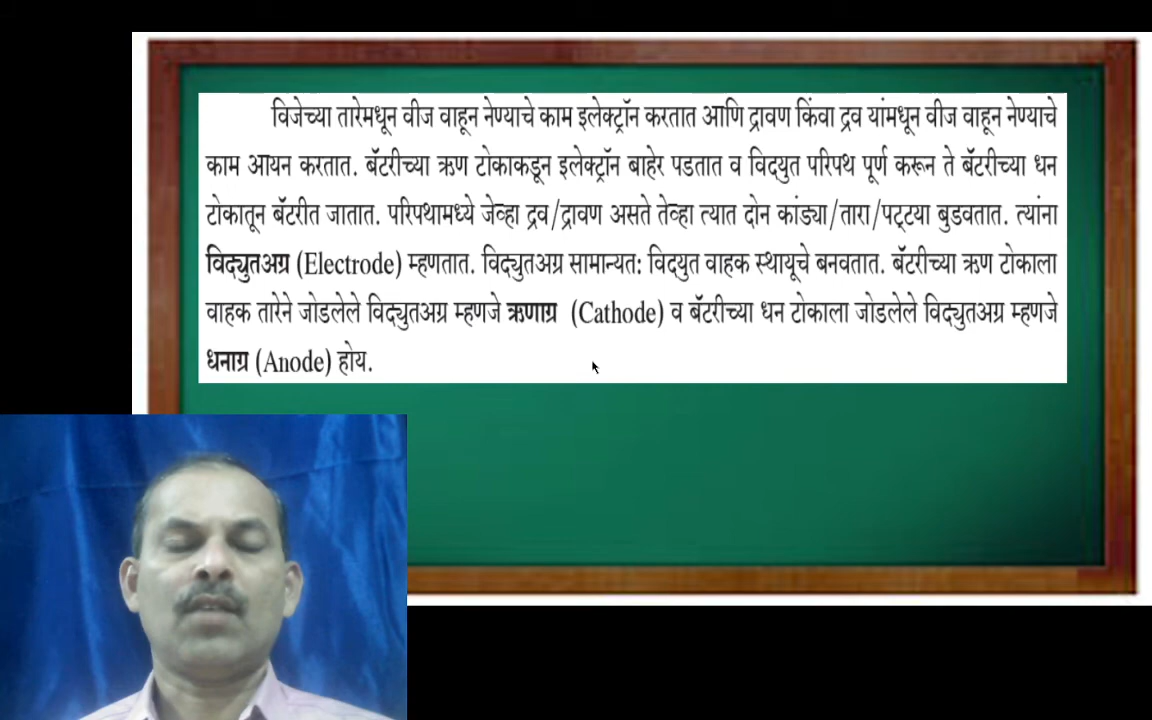 विजेच्या तारेमधून वीज वाहून नेण्याचे काम इलेक्ट्रॉन करतात आणि द्रावण किंवा द्रव यांमधून वीज वाहून नेण्याचे
काम आयन करतात. बॅटरीच्या ऋण टोकाकडून इलेक्ट्रॉन बाहेर पडतात व विद्युत परिपथ पूर्ण करून ते बॅटरीच्या धन
टोकातून बॅटरीत जातात. परिपथामध्ये जेव्हा द्रव/द्रावण असते तेव्हा त्यात दोन कांड्या/तारा/पट्ट्या बुडवतात. त्यांना
विद्युतअग्र (Electrode) म्हणतात. विद्युतअग्र सामान्यत: विद्युत वाहक स्थायूचे बनवतात. बॅटरीच्या ऋण टोकाला
वाहक तारेने जोडलेले विद्युतअग्र म्हणजे ऋणाग्र (Cathode) व बॅटरीच्या धन टोकाला जोडलेले विद्युतअग्र म्हणजे
धनाग्र (Anode) होय.